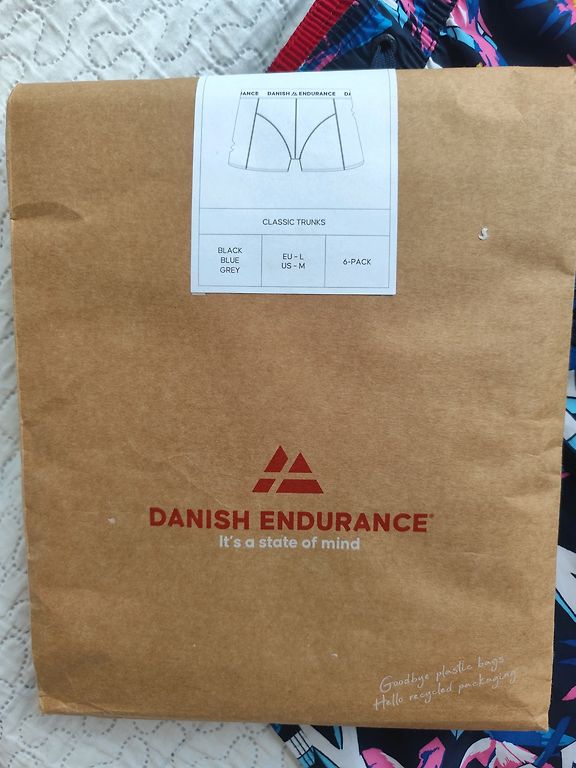 ANCE DANISH ENDURANCE DA
CLASSIC TRUNKS
BLACK
BLUE
GREY
EU - L
US - M
6-PACK
DANISH ENDURANCE®
It's a state of mind
Goodbye plastic bags
Hello recycled packaging